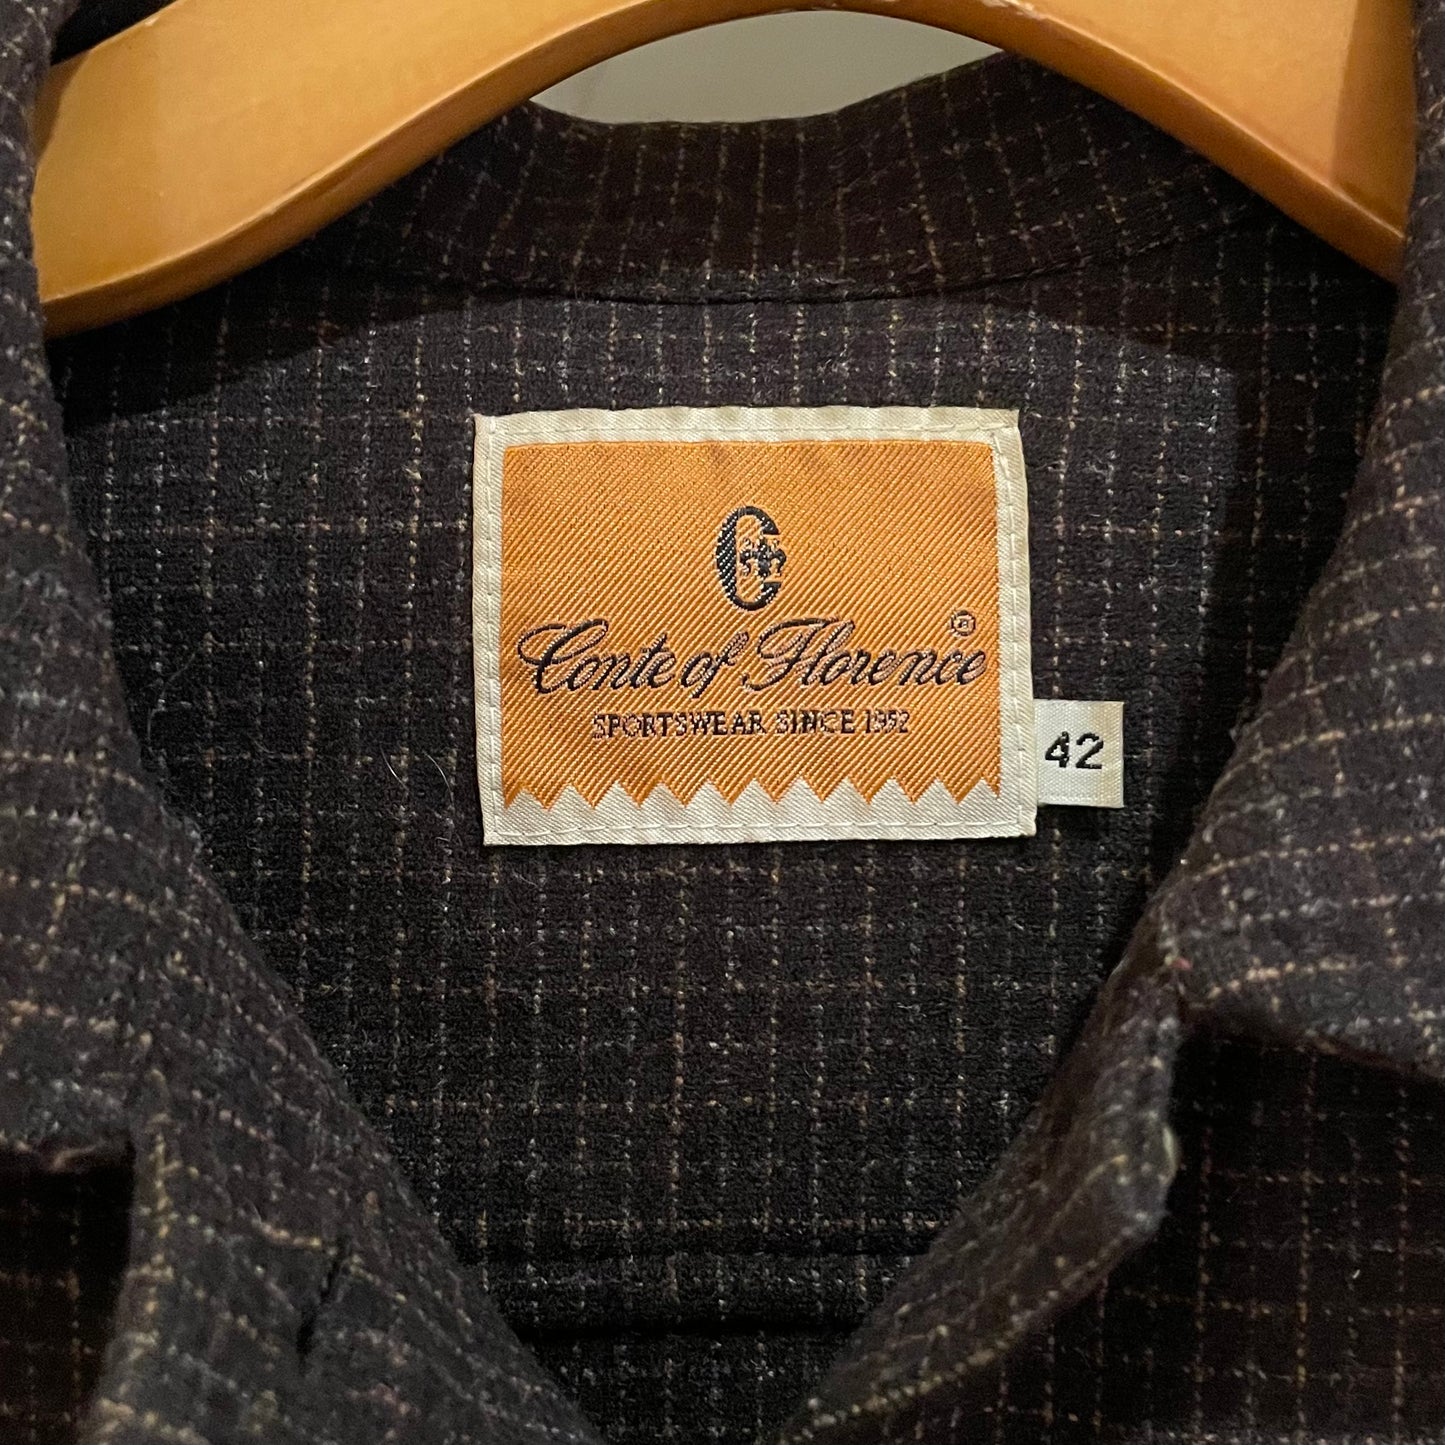 C
Conte of Florence ®
SPORTSWEAR SINCE 1952
42